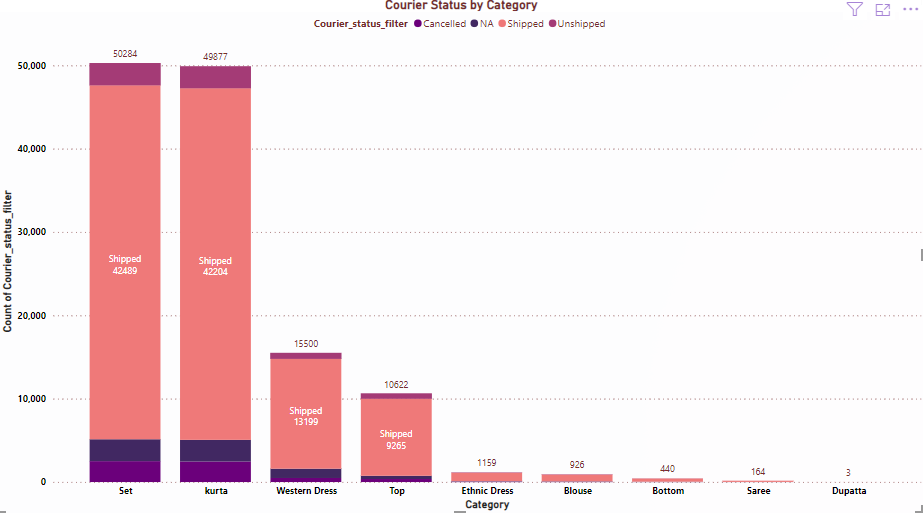 Courier Status by Category
Courier_status_filter Cancelled NA Shipped Unshipped
Count of Courier_status_filter
50,000
40,000
30,000
20,000
10,000
0
50284
49877
15500
10622
1159
926
440
164
3
Shipped
42489
Shipped
42204
Shipped
13199
Shipped
9265
Set kurta Western Dress Top Ethnic Dress Blouse Bottom Saree Dupatta
Category